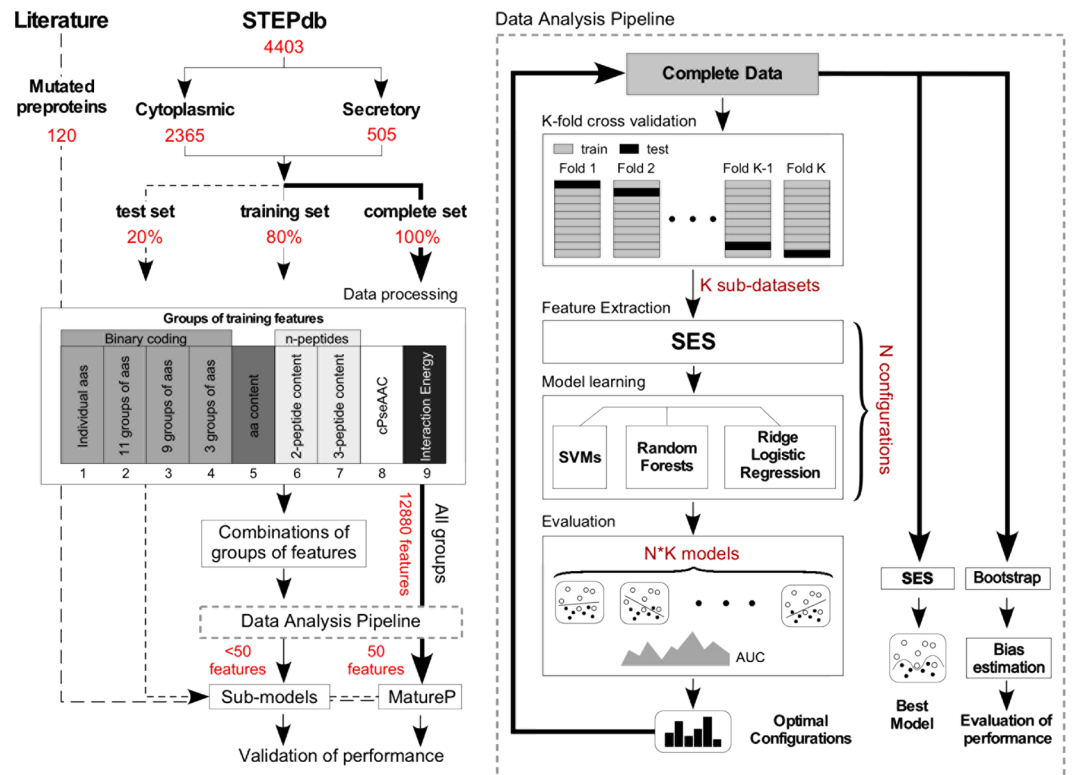 Literature
STEPdb
4403
Mutated
preproteins
120
Cytoplasmic
2365
Secretory
505
test set
20%
training set
80%
complete set
100%
Data processing
Groups of training features
Binary coding
n-peptides
Individual aas
11 groups of aas
9 groups of aas
3 groups of aas
aa content
2-peptide content
3-peptide content
cPseAAC
Interaction Energy
1 2 3 4 5 6 7 8 9
Combinations of
groups of features
12880 features
All groups
Data Analysis Pipeline
<50
features
50
features
Sub-models
MatureP
Validation of performance
Data Analysis Pipeline
Complete Data
K-fold cross validation
train
test
Fold 1
Fold 2
Fold K-1
Fold K
K sub-datasets
Feature Extraction
SES
Model learning
SVMs
Random
Forests
Ridge
Logistic
Regression
N configurations
Evaluation
N*K models
AUC
Optimal
Configurations
SES
Best
Model
Bootstrap
Bias
estimation
Evaluation of
performance